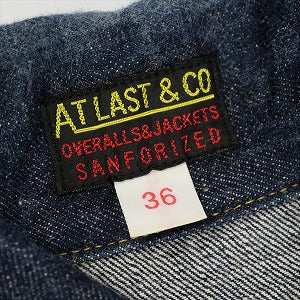 AT LAST & CO
OVERALLS&JACKETS
SANFORIZED
36